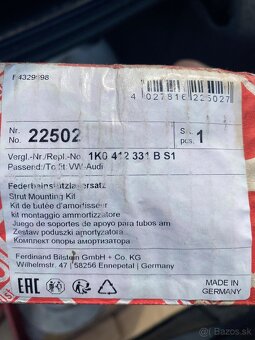 4 027816 225027
Nr.
No. 22502
pos. 1
Vergl.-Nr./Repl.-No. 1K0 412 331 B S1
Passend:/To fit: VW-Audi
Federbeinstützlagersatz
Strut Mounting Kit
Kit de butée d'amortisseur
kit montaggio ammortizzatore
Juego de soportes de apoyo para tubos am.
Zestaw poduszki amortyzatora
Комплект опоры амортизатора
Ferdinand Bilstein GmbH + Co. KG
Wilhelmstr. 47 | 58256 Ennepetal | Germany
EAC
MADE IN
GERMANY
bazos.sk